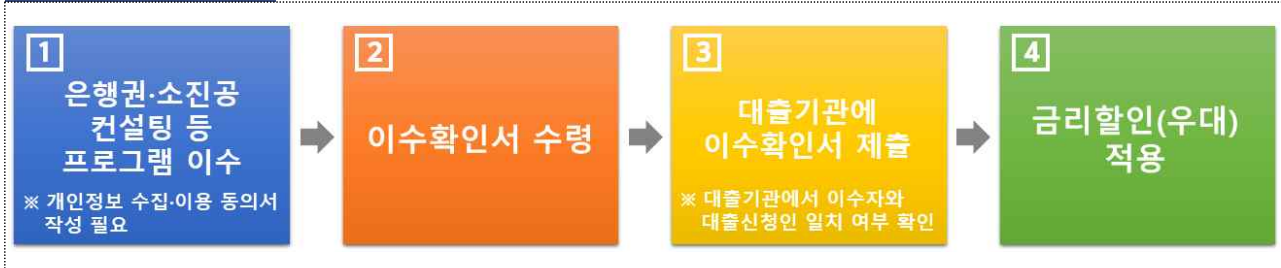 1
은행권·소진공
컨설팅 등
프로그램 이수
※ 개인정보 수집·이용 동의서
작성 필요
2
이수확인서 수령
3
대출기관에
이수확인서 제출
※ 대출기관에서 이수자와
대출신청인 일치 여부 확인
4
금리할인(우대)
적용